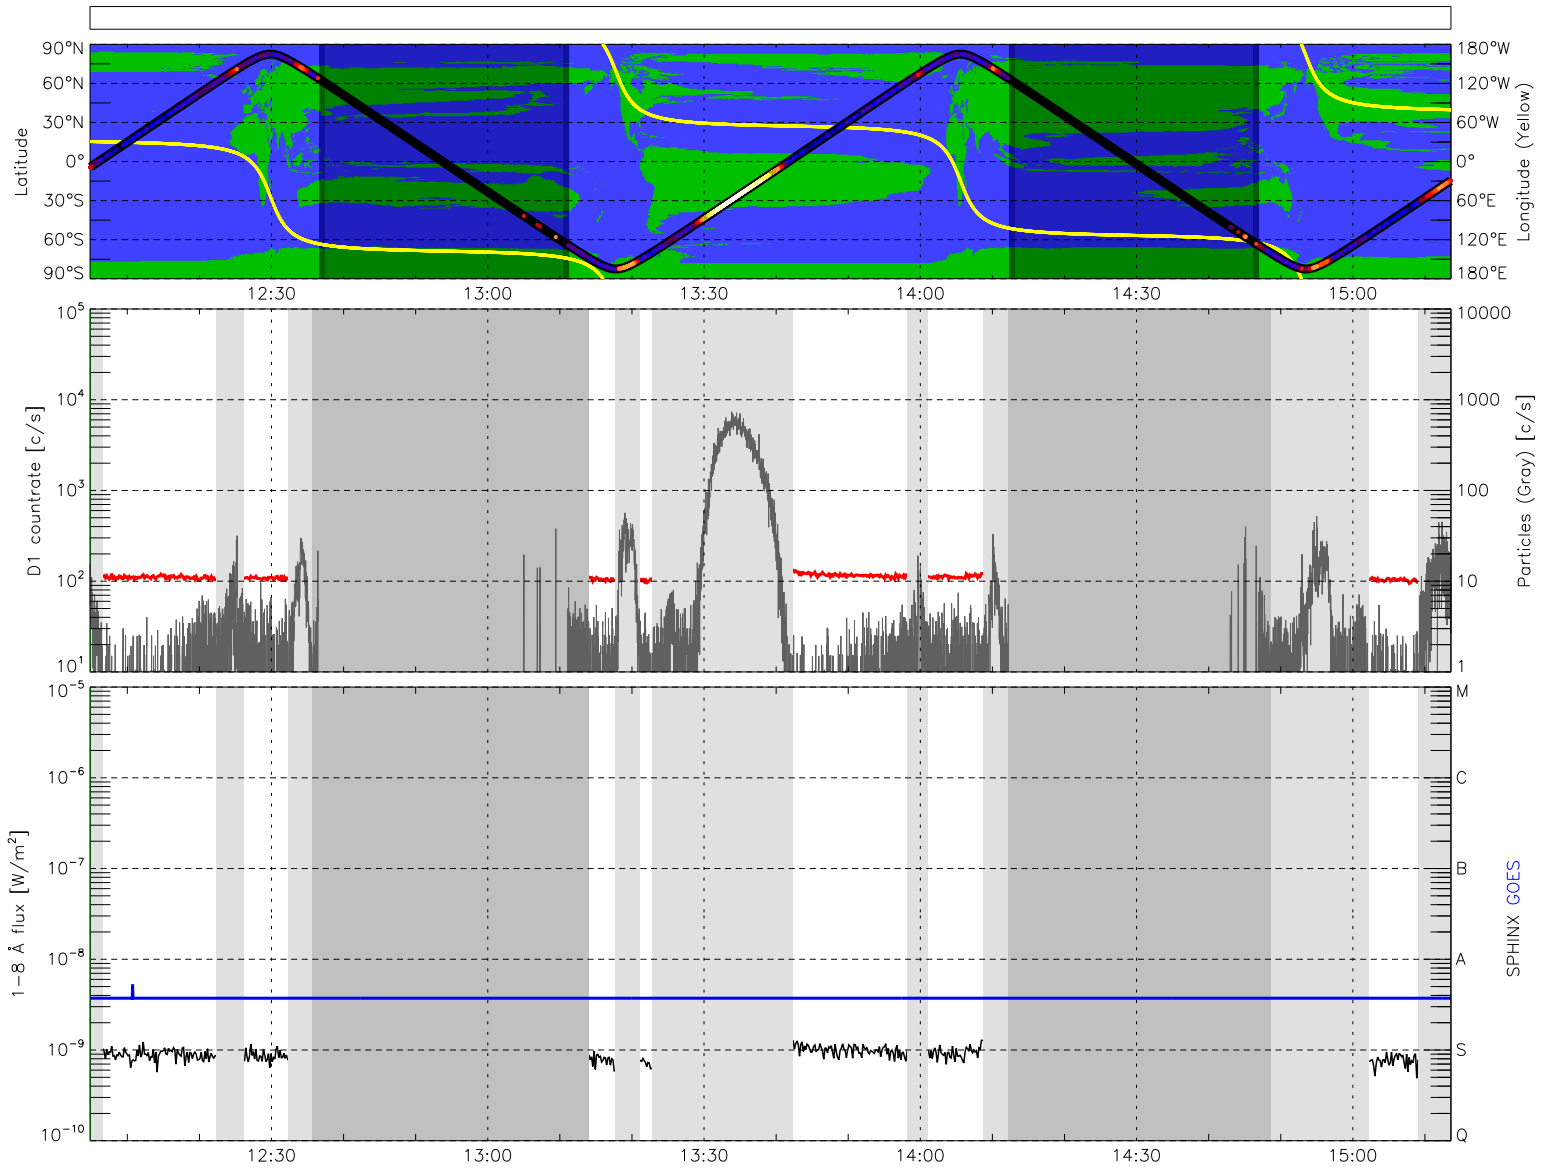 90°N 180°W
60°N 120°W
30°N 60°W
0° 0°
30°S 60°E
60°S 120°E
90°S 180°E
Latitude
Longitude (Yellow)
12:30 13:00 13:30 14:00 14:30 15:00
10^5 10000
10^4 1000
10^3 100
10^2 10
10^1 1
D1 countrate [c/s]
Particles (Gray) [c/s]
10^-5 M
10^-6 C
10^-7 B
10^-8 A
10^-9 S
10^-10 Q
1-8 Å flux [W/m²]
SPHINX GOES
12:30 13:00 13:30 14:00 14:30 15:00